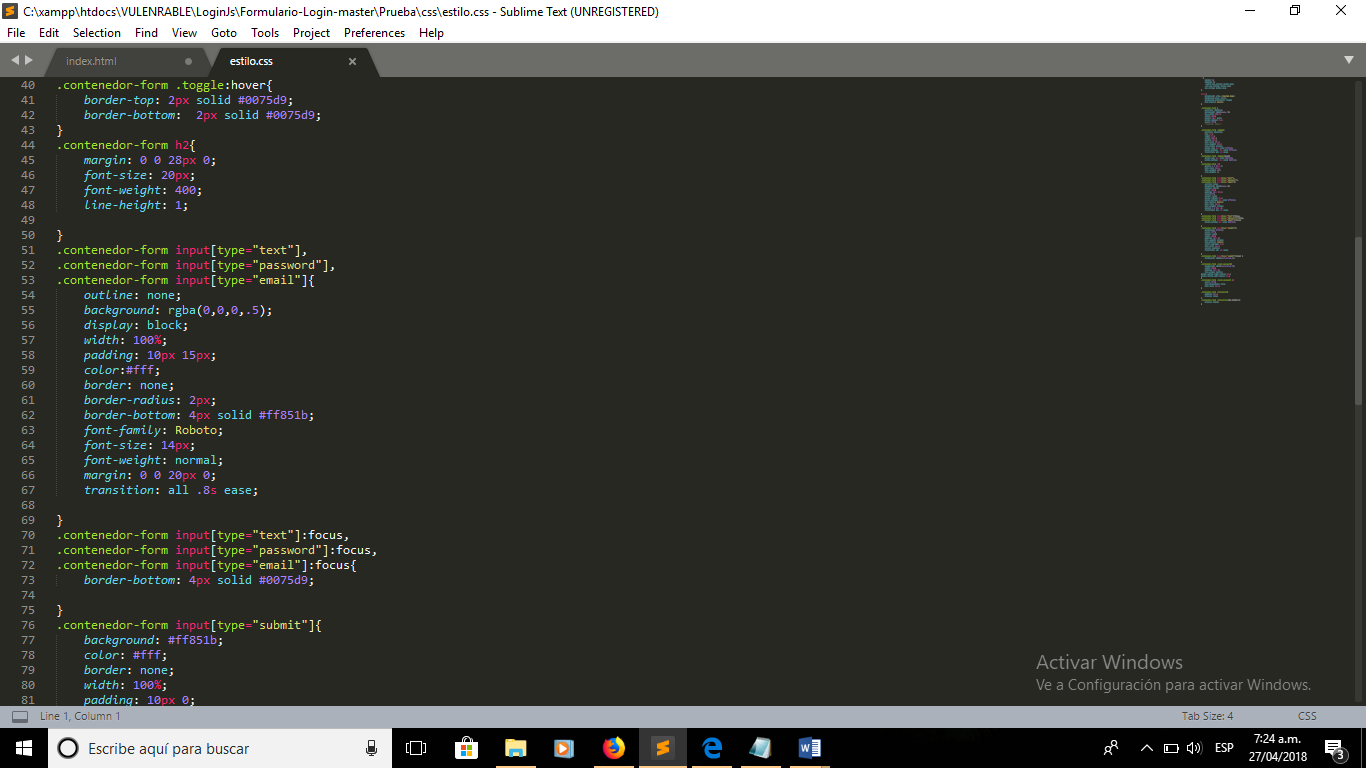 C:\xampp\htdocs\VULENRABLE\LoginJs\Formulario-Login-master\Prueba\css\estilo.css - Sublime Text (UNREGISTERED)
File Edit Selection Find View Goto Tools Project Preferences Help
index.html estilo.css
40 .contenedor-form .toggle:hover{
41 border-top: 2px solid #0075d9;
42 border-bottom:  2px solid #0075d9;
43 }
44 .contenedor-form h2{
45 margin: 0 0 28px 0;
46 font-size: 20px;
47 font-weight: 400;
48 line-height: 1;
49
50 }
51 .contenedor-form input[type="text"],
52 .contenedor-form input[type="password"],
53 .contenedor-form input[type="email"]{
54 outline: none;
55 background: rgba(0,0,0,.5);
56 display: block;
57 width: 100%;
58 padding: 10px 15px;
59 color:#fff;
60 border: none;
61 border-radius: 2px;
62 border-bottom: 4px solid #ff851b;
63 font-family: Roboto;
64 font-size: 14px;
65 font-weight: normal;
66 margin: 0 0 20px 0;
67 transition: all .8s ease;
68
69 }
70 .contenedor-form input[type="text"]:focus,
71 .contenedor-form input[type="password"]:focus,
72 .contenedor-form input[type="email"]:focus{
73 border-bottom: 4px solid #0075d9;
74
75 }
76 .contenedor-form input[type="submit"]{
77 background: #ff851b;
78 color: #fff;
79 border: none;
80 width: 100%;
81 padding: 10px 0;
Activar Windows
Ve a Configuración para activar Windows.
Line 1, Column 1 Tab Size: 4 CSS
Escribe aquí para buscar
ESP
7:24 a.m.
27/04/2018
3